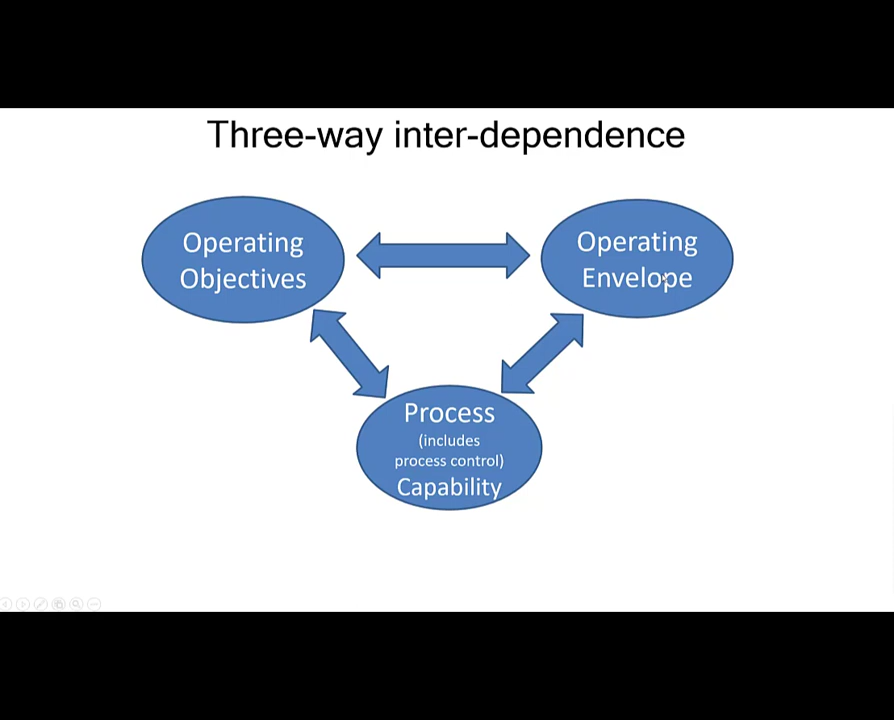 Three-way inter-dependence
Operating
Objectives
Operating
Envelope
Process
(includes
process control)
Capability